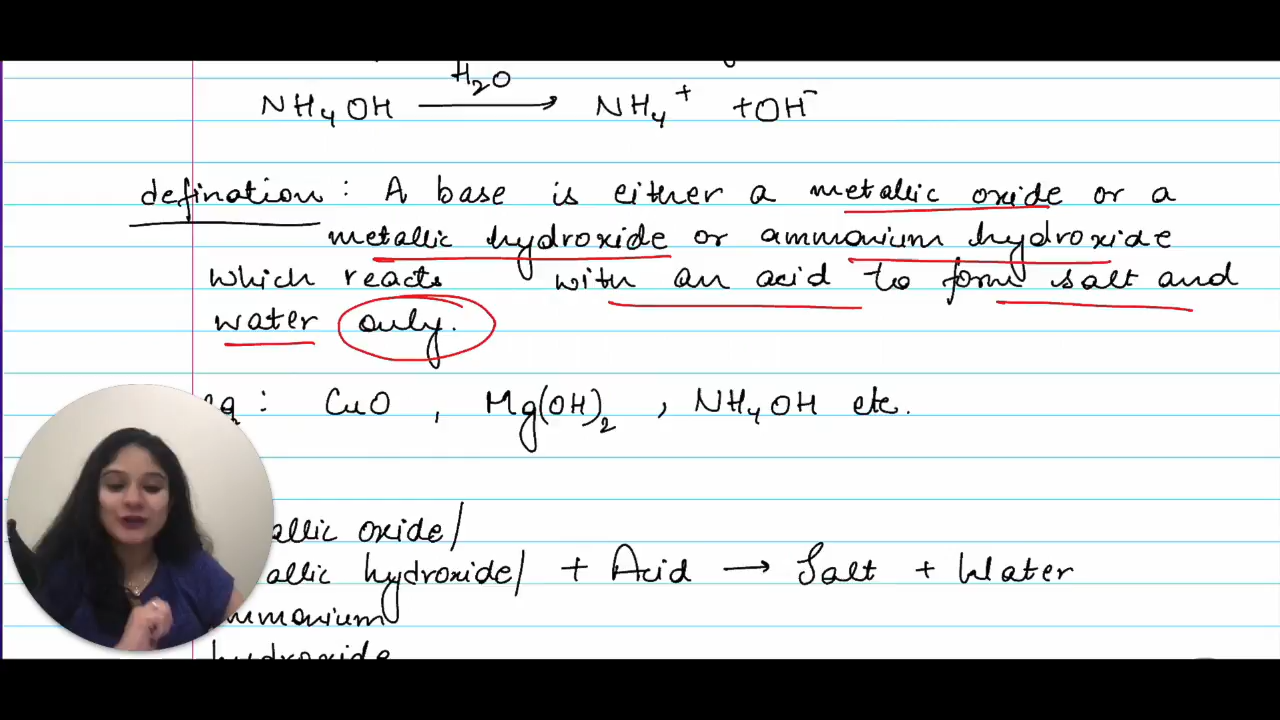 H₂O
NH₄OH ⟶ NH₄⁺ + OH⁻
defination : A base is either a metallic oxide or a
metallic hydroxide or ammonium hydroxide
which reacts with an acid to form salt and
water only.
eg : CuO , Mg(OH)₂ , NH₄OH etc.
allic oxide/
allic hydroxide/ + Acid → Salt + Water
mmonium
hydroxide